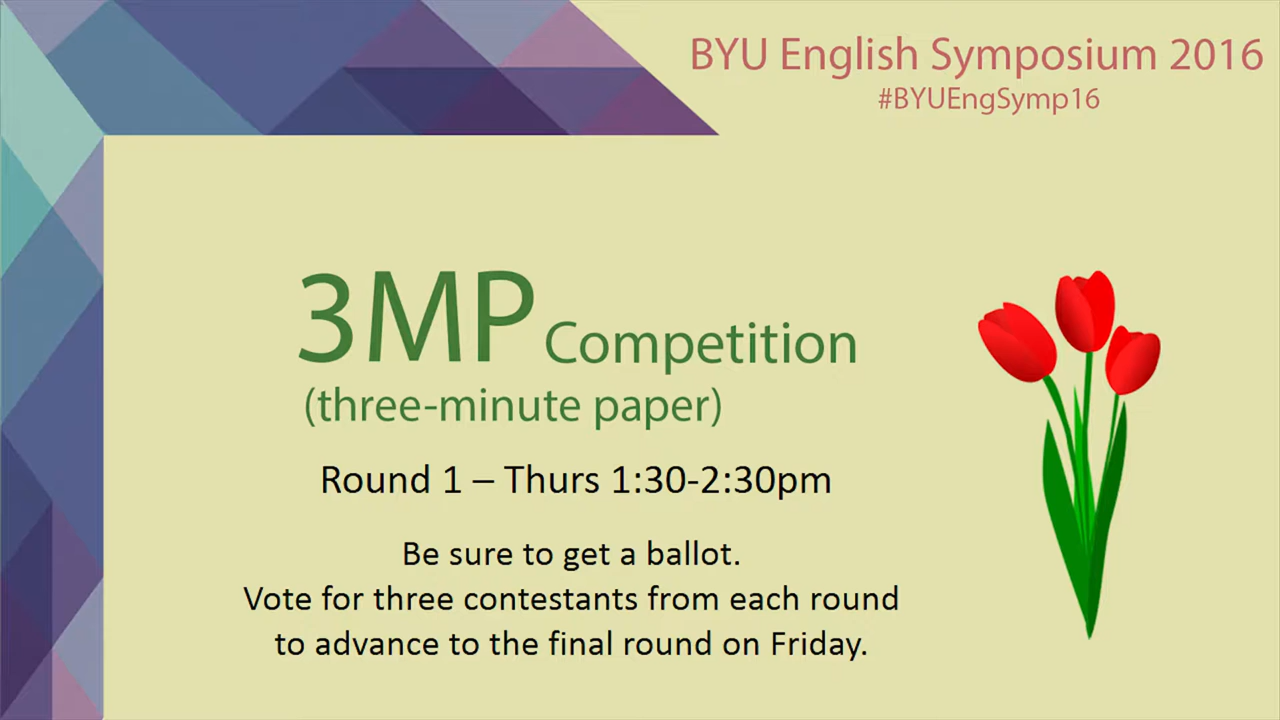 BYU English Symposium 2016
#BYUEngSymp16
3MP Competition
(three-minute paper)
Round 1 – Thurs 1:30-2:30pm
Be sure to get a ballot.
Vote for three contestants from each round
to advance to the final round on Friday.